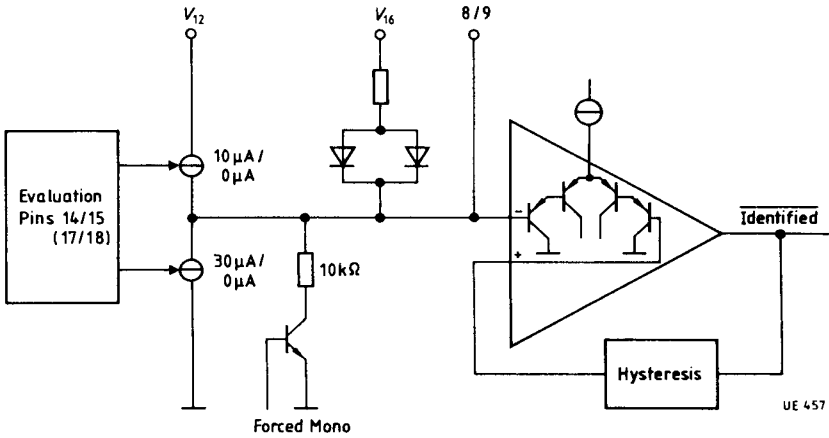 V12
V16
8/9
10µA/
0µA
Evaluation
Pins 14/15
(17/18)
30µA/
0µA
10kΩ
Forced Mono
-
+
Identified
Hysteresis
UE 457